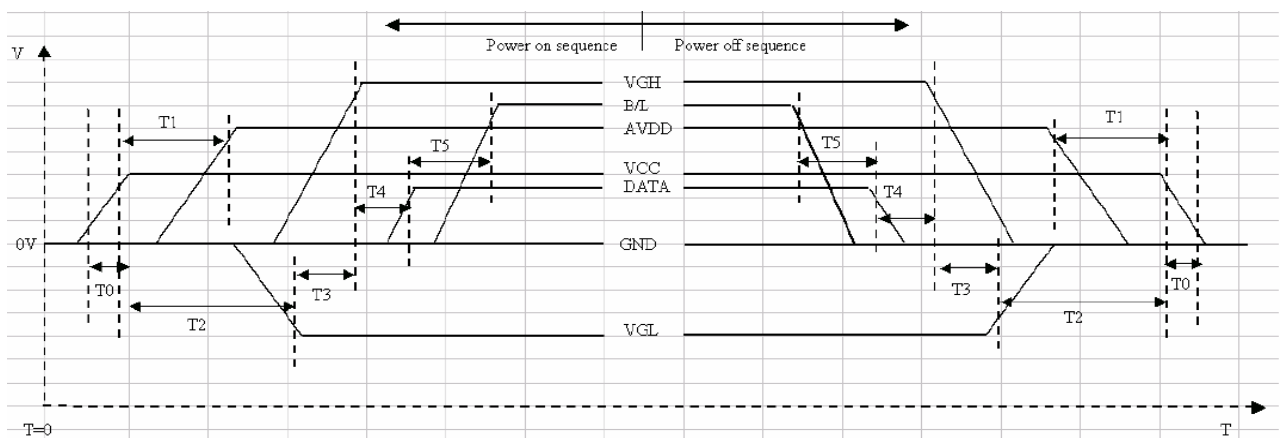 V
Power on sequence
Power off sequence
VGH
B/L
T1
AVDD
T1
T5
T5
VCC
T4
DATA
T4
0V
GND
T0
T3
T3
T0
T2
VGL
T2
T=0
T